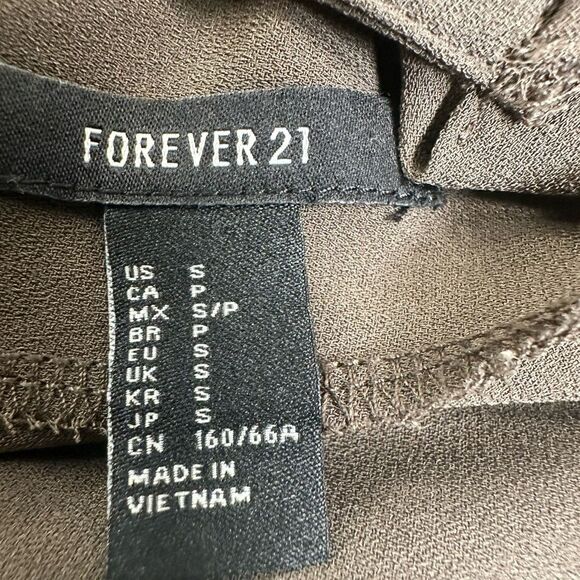 FOREVER 21
US S
CA P
MX S/P
BR P
EU S
UK S
KR S
JP S
CN 160/66A
MADE IN
VIETNAM